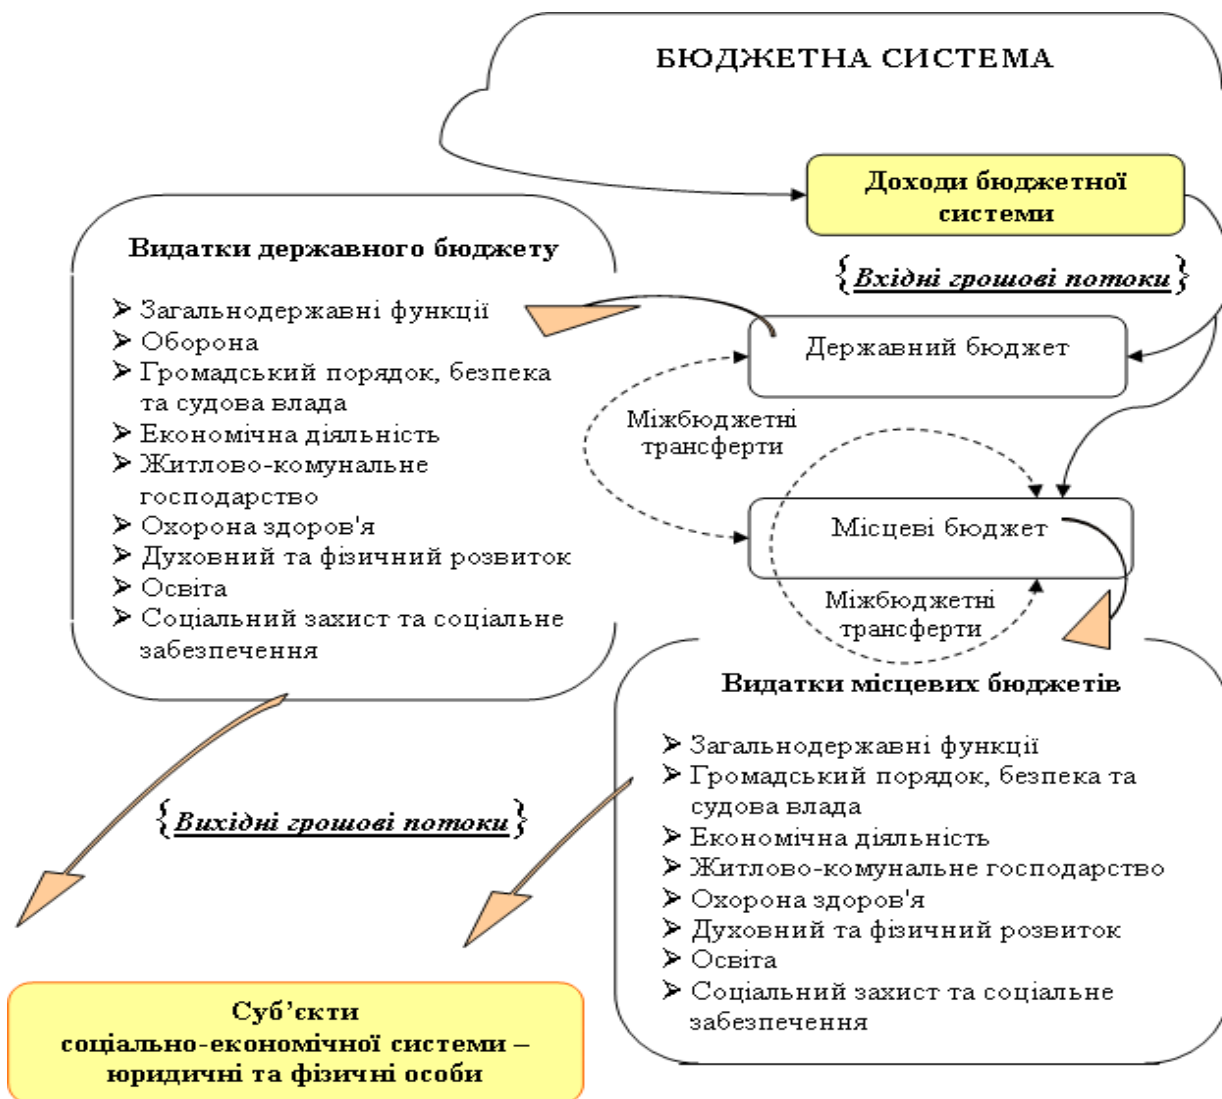 БЮДЖЕТНА СИСТЕМА
Доходи бюджетної
системи
{Вхідні грошові потоки}
Видатки державного бюджету
➢ Загальнодержавні функції
➢ Оборона
➢ Громадський порядок, безпека
та судова влада
➢ Економічна діяльність
➢ Житлово-комунальне
господарство
➢ Охорона здоров'я
➢ Духовний та фізичний розвиток
➢ Освіта
➢ Соціальний захист та соціальне
забезпечення
Державний бюджет
Міжбюджетні
трансферти
Місцеві бюджет
Міжбюджетні
трансферти
Видатки місцевих бюджетів
➢ Загальнодержавні функції
➢ Громадський порядок, безпека та
судова влада
➢ Економічна діяльність
➢ Житлово-комунальне господарство
➢ Охорона здоров'я
➢ Духовний та фізичний розвиток
➢ Освіта
➢ Соціальний захист та соціальне
забезпечення
{Вихідні грошові потоки}
Суб’єкти
соціально-економічної системи –
юридичні та фізичні особи